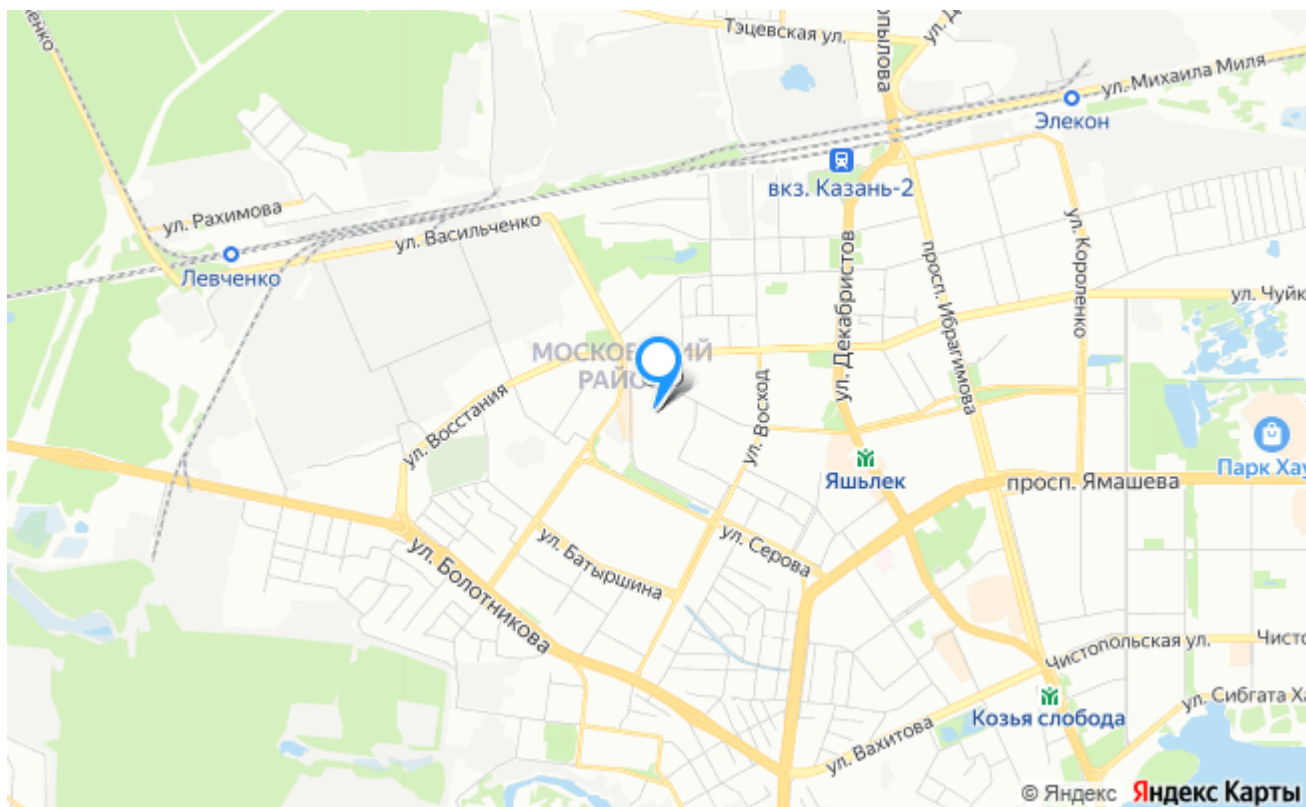 Тэцевская ул.
ул. Михаила Миля
Элекон
вкз. Казань-2
ул. Рахимова
ул. Васильченко
Левченко
ул. Декабристов
просп. Ибрагимова
ул. Короленко
ул. Чуйк
МОСКОВСКИЙ
РАЙО
ул. Восстания
ул. Восход
Яшьлек
просп. Ямашева
Парк Хау
ул. Серова
ул. Батыршина
ул. Болотникова
Чистопольская ул.
Чисто
Козья слобода
ул. Сибгата Ха
ул. Вахитова
© Яндекс Яндекс Карты